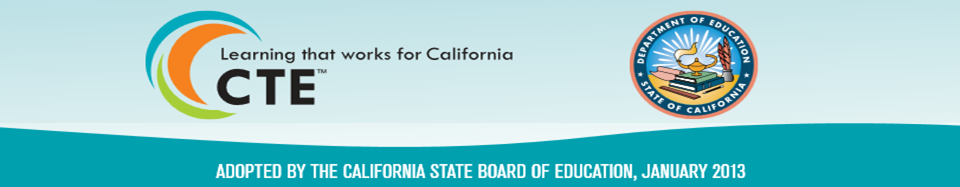 Learning that works for California
CTE™
DEPARTMENT OF EDUCATION
STATE OF CALIFORNIA
ADOPTED BY THE CALIFORNIA STATE BOARD OF EDUCATION, JANUARY 2013